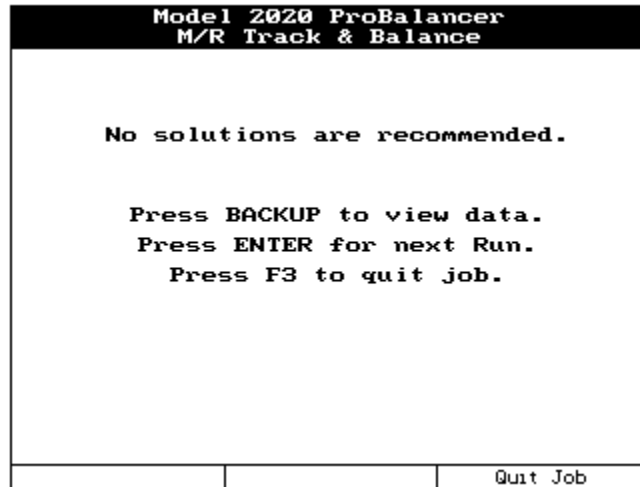 Model 2020 ProBalancer
M/R Track & Balance
No solutions are recommended.
Press BACKUP to view data.
Press ENTER for next Run.
Press F3 to quit job.
Quit Job